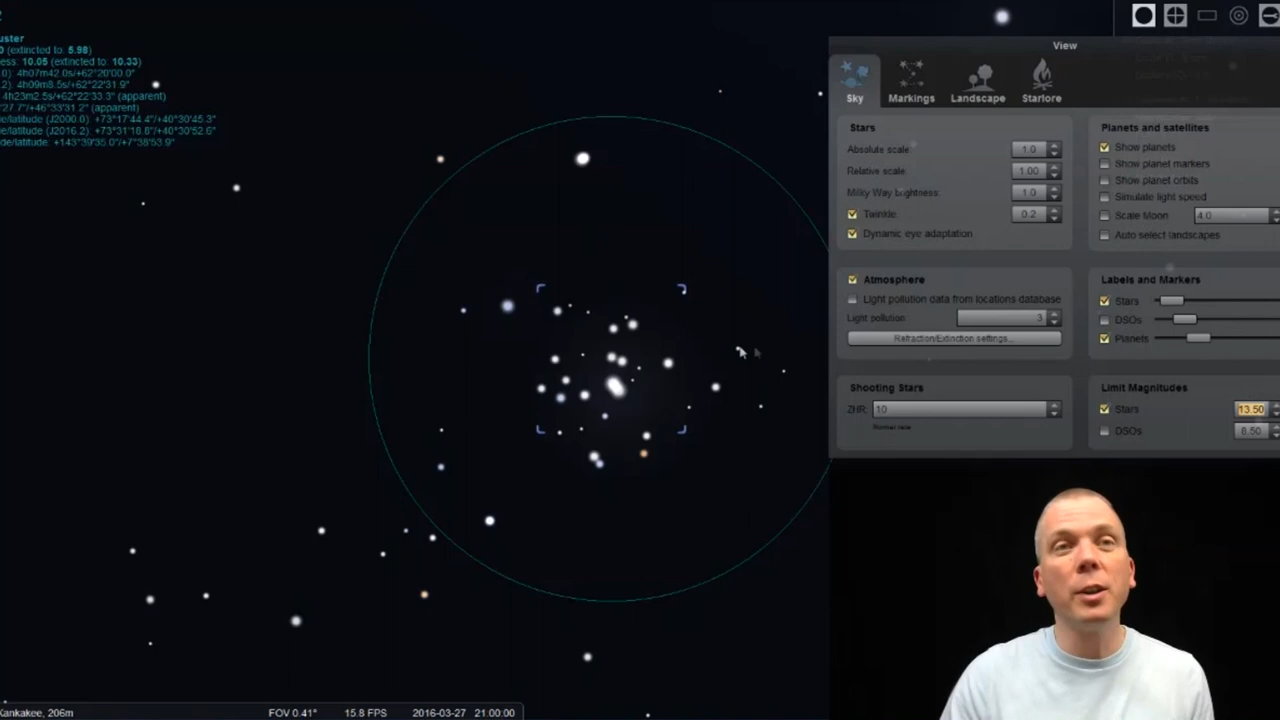 2
uster
0 (extincted to: 5.98)
ess: 10.05 (extincted to: 10.33)
.0): 4h07m42.0s/+62°20'00.0"
.2): 4h09m8.5s/+62°22'31.9"
4h23m2.5s/+62°22'33.3" (apparent)
°27'27.7"/+46°33'31.2" (apparent)
de/latitude (J2000.0): +73°17'44.4"/+40°30'45.3"
de/latitude (J2016.2): +73°31'18.8"/+40°30'52.6"
de/latitude: +143°39'35.0"/+7°38'53.9"
View
Sky
Markings
Landscape
Starlore
Stars
Absolute scale: 1.0
Relative scale: 1.00
Milky Way brightness: 1.0
Twinkle: 0.2
Dynamic eye adaptation
Planets and satellites
Show planets
Show planet markers
Show planet orbits
Simulate light speed
Scale Moon 4.0
Auto select landscapes
Atmosphere
Light pollution data from locations database
Light pollution: 3
Refraction/Extinction settings...
Labels and Markers
Stars
DSOs
Planets
Shooting Stars
ZHR: 10
Normal rate
Limit Magnitudes
Stars 13.50
DSOs 8.50
Kankakee, 206m
FOV 0.41°
15.8 FPS
2016-03-27 21:00:00